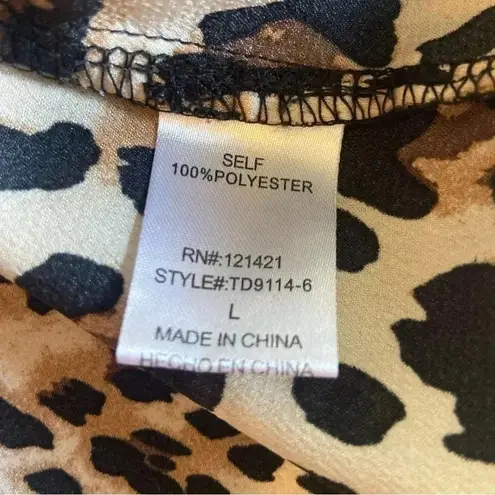 SELF
100%POLYESTER
RN#:121421
STYLE#:TD9114-6
L
MADE IN CHINA
HECHO EN CHINA